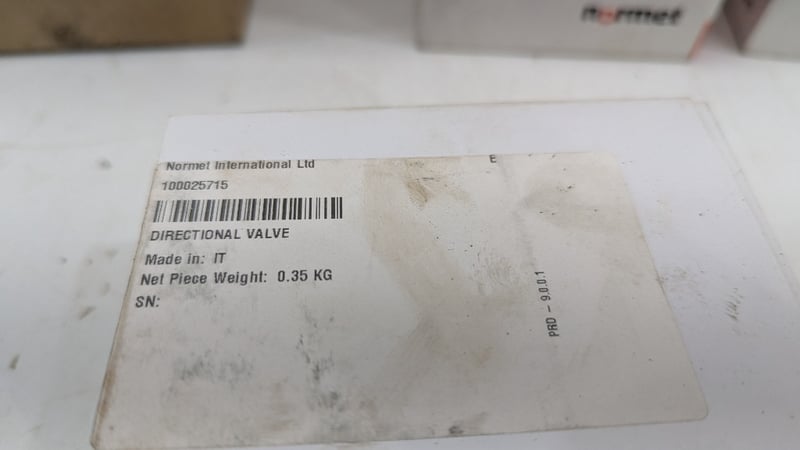 normet
Normet International Ltd
E
100025715
DIRECTIONAL VALVE
Made in: IT
Net Piece Weight: 0.35 KG
SN:
PRD - 9.0.0.1